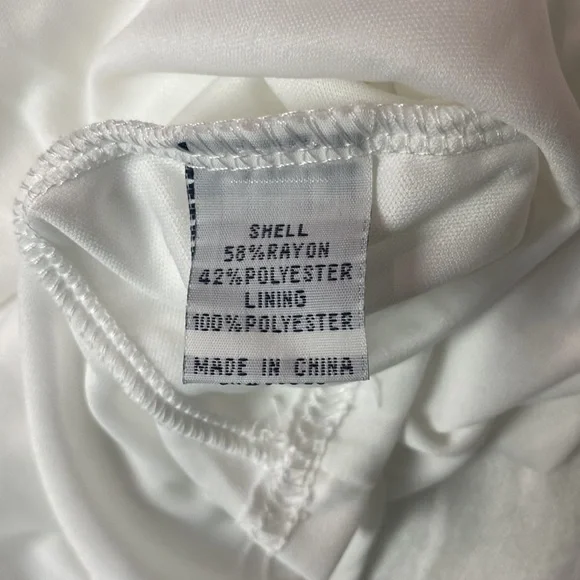 SHELL
58%RAYON
42%POLYESTER
LINING
100%POLYESTER
MADE IN CHINA